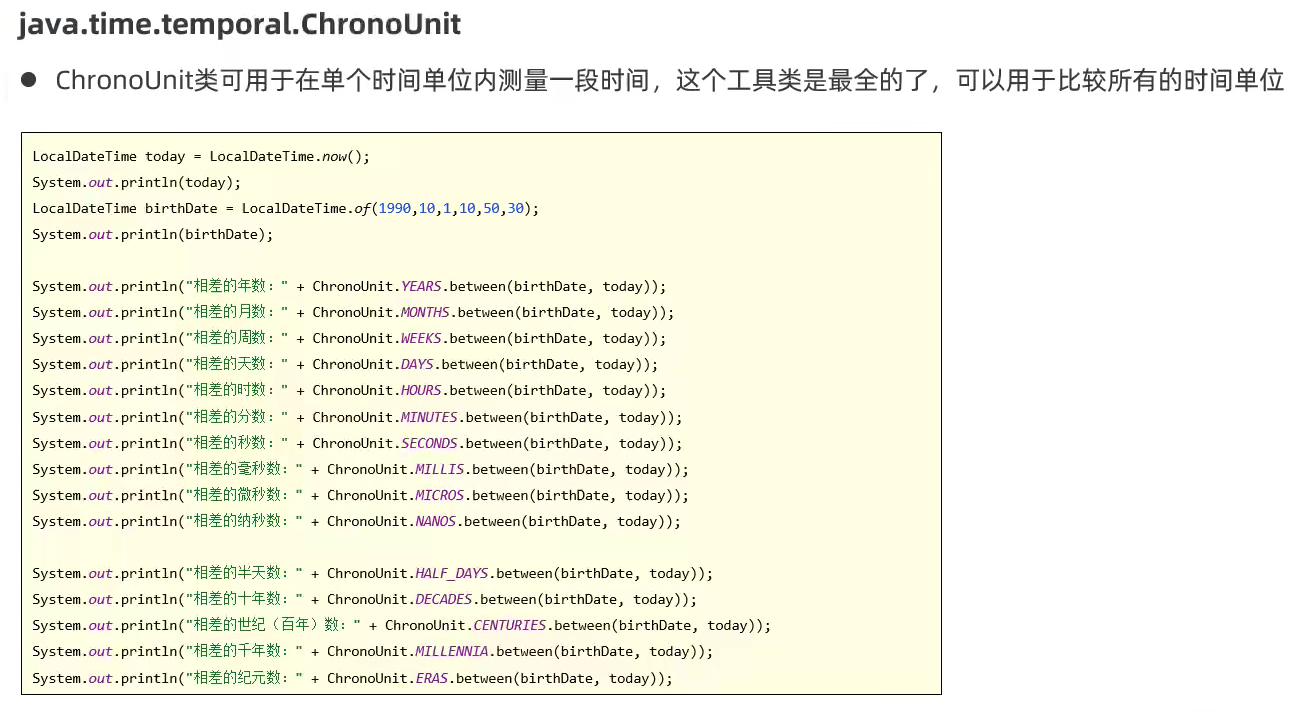 java.time.temporal.ChronoUnit
● ChronoUnit类可用于在单个时间单位内测量一段时间，这个工具类是最全的了，可以用于比较所有的时间单位
LocalDateTime today = LocalDateTime.now();
System.out.println(today);
LocalDateTime birthDate = LocalDateTime.of(1990,10,1,10,50,30);
System.out.println(birthDate);
System.out.println("相差的年数：" + ChronoUnit.YEARS.between(birthDate, today));
System.out.println("相差的月数：" + ChronoUnit.MONTHS.between(birthDate, today));
System.out.println("相差的周数：" + ChronoUnit.WEEKS.between(birthDate, today));
System.out.println("相差的天数：" + ChronoUnit.DAYS.between(birthDate, today));
System.out.println("相差的时数：" + ChronoUnit.HOURS.between(birthDate, today));
System.out.println("相差的分数：" + ChronoUnit.MINUTES.between(birthDate, today));
System.out.println("相差的秒数：" + ChronoUnit.SECONDS.between(birthDate, today));
System.out.println("相差的毫秒数：" + ChronoUnit.MILLIS.between(birthDate, today));
System.out.println("相差的微秒数：" + ChronoUnit.MICROS.between(birthDate, today));
System.out.println("相差的纳秒数：" + ChronoUnit.NANOS.between(birthDate, today));
System.out.println("相差的半天数：" + ChronoUnit.HALF_DAYS.between(birthDate, today));
System.out.println("相差的十年数：" + ChronoUnit.DECADES.between(birthDate, today));
System.out.println("相差的世纪（百年）数：" + ChronoUnit.CENTURIES.between(birthDate, today));
System.out.println("相差的千年数：" + ChronoUnit.MILLENNIA.between(birthDate, today));
System.out.println("相差的纪元数：" + ChronoUnit.ERAS.between(birthDate, today));